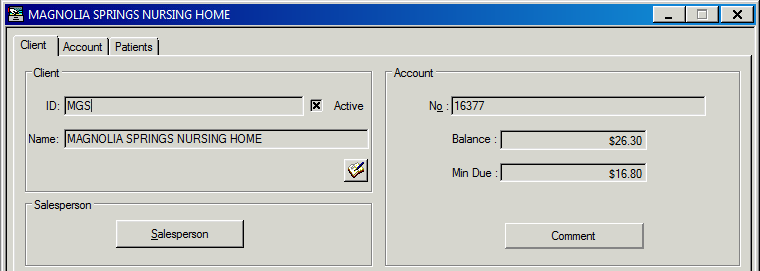 MAGNOLIA SPRINGS NURSING HOME
Client Account Patients
Client
ID: MGS Active
Name: MAGNOLIA SPRINGS NURSING HOME
Salesperson
Salesperson
Account
No : 16377
Balance : $26.30
Min Due : $16.80
Comment